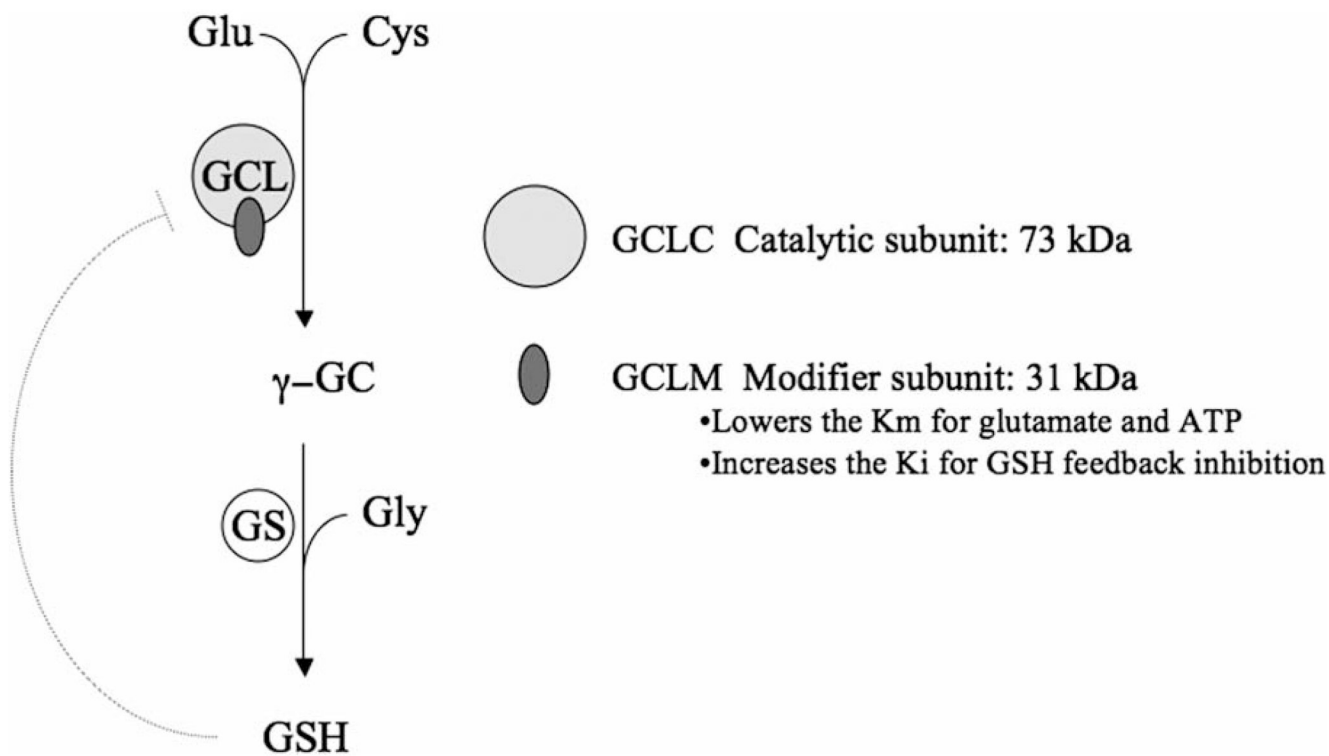 Glu Cys
GCL
GCLC Catalytic subunit: 73 kDa
γ-GC
GCLM Modifier subunit: 31 kDa
•Lowers the Km for glutamate and ATP
•Increases the Ki for GSH feedback inhibition
GS Gly
GSH